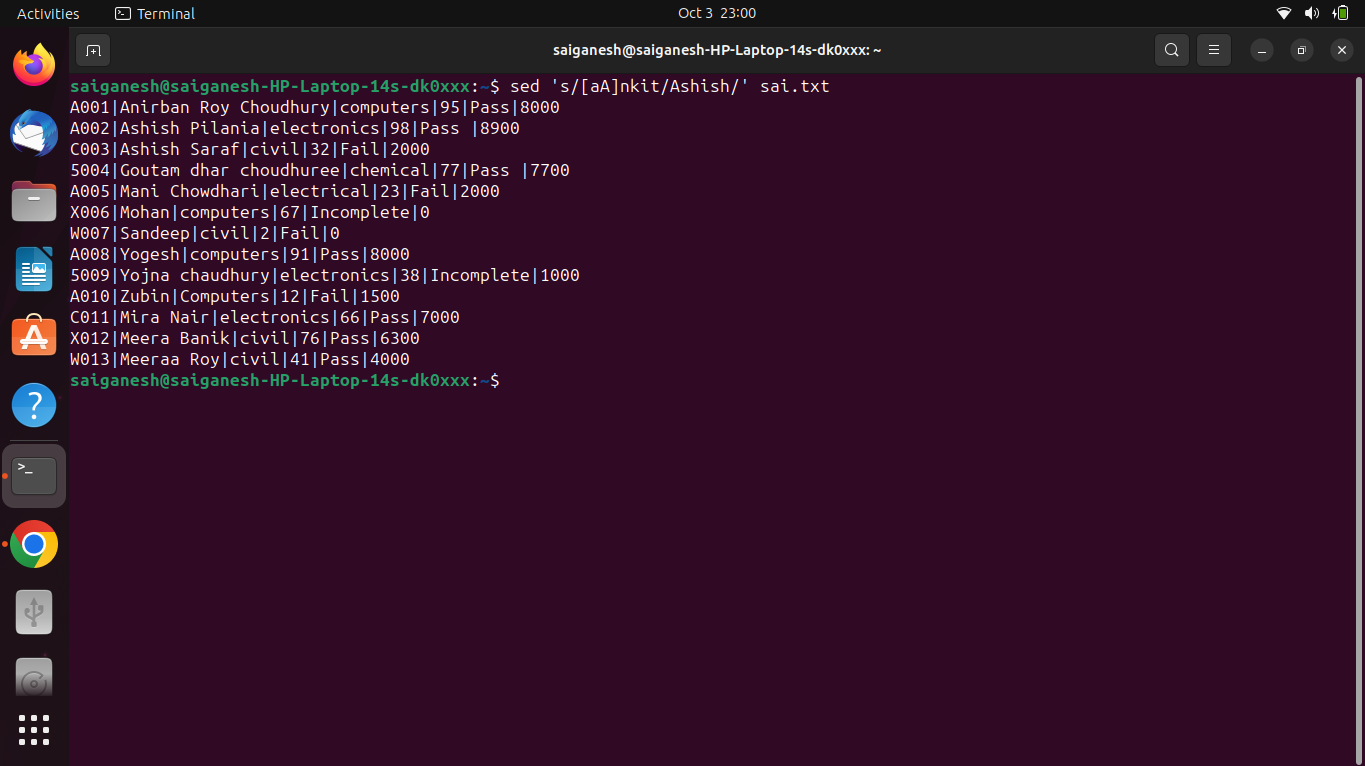 Activities Terminal Oct 3 23:00
saiganesh@saiganesh-HP-Laptop-14s-dk0xxx: ~
saiganesh@saiganesh-HP-Laptop-14s-dk0xxx:~$ sed 's/[aA]nkit/Ashish/' sai.txt
A001|Anirban Roy Choudhury|computers|95|Pass|8000
A002|Ashish Pilania|electronics|98|Pass |8900
C003|Ashish Saraf|civil|32|Fail|2000
5004|Goutam dhar choudhuree|chemical|77|Pass |7700
A005|Mani Chowdhari|electrical|23|Fail|2000
X006|Mohan|computers|67|Incomplete|0
W007|Sandeep|civil|2|Fail|0
A008|Yogesh|computers|91|Pass|8000
5009|Yojna chaudhury|electronics|38|Incomplete|1000
A010|Zubin|Computers|12|Fail|1500
C011|Mira Nair|electronics|66|Pass|7000
X012|Meera Banik|civil|76|Pass|6300
W013|Meeraa Roy|civil|41|Pass|4000
saiganesh@saiganesh-HP-Laptop-14s-dk0xxx:~$